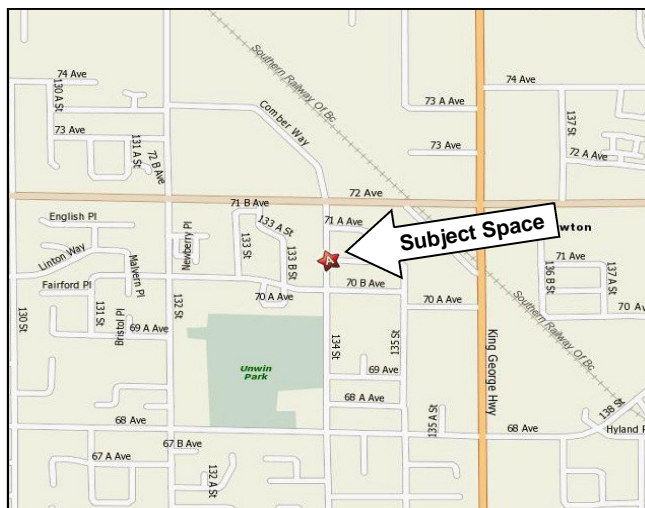 Southern Railway Of Bc
74 Ave
130 A St
74 Ave
73 A Ave
Comber Way
137 St
73 Ave
131 A St
72 B Ave
73 Ave
72 A Ave
72 Ave
71 B Ave
English Pl
133 A St
71 A Ave
Subject Space
wton
Newberry Pl
133 St
133 B St
A
Linton Way
Malvern Pl
71 Ave
136 B St
137 A St
Fairford Pl
70 B Ave
70 A Ave
70 A Ave
70 A
Southern Railway Of Bc
130 St
131 St
Bristol Pl
69 A Ave
132 St
134 St
135 St
King George Hwy
Unwin
Park
69 Ave
68 A Ave
135 A St
138 St
68 Ave
68 Ave
Hyland R
67 B Ave
67 A Ave
132 A St